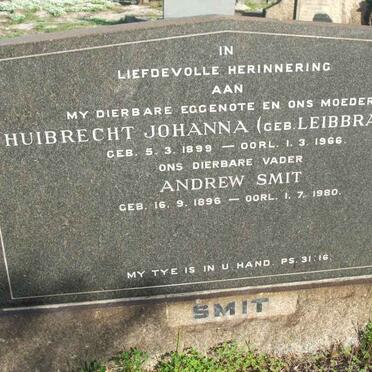 IN
LIEFDEVOLLE HERINNERING
AAN
MY DIERBARE EGGENOTE EN ONS MOEDER
HUIBRECHT JOHANNA (GEB. LEIBBRA
GEB. 5.3.1899 — OORL. 1.3.1966.
ONS DIERBARE VADER
ANDREW SMIT
GEB. 16.9.1896 — OORL. 1.7.1980.
MY TYE IS IN U HAND. PS. 31:16.
SMIT